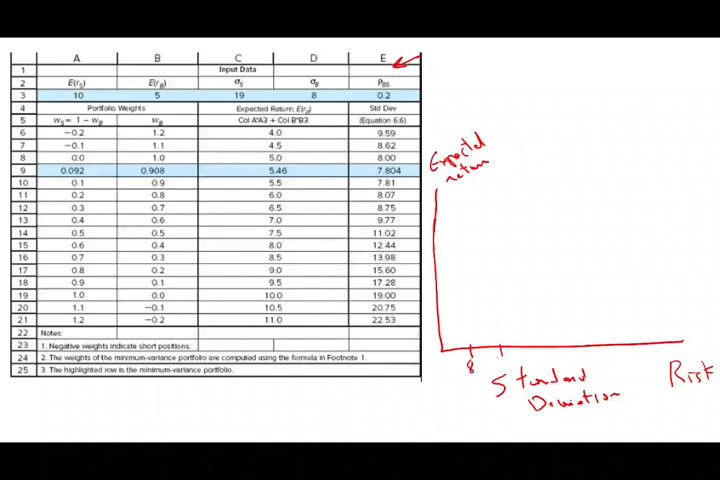 A B C D E
1 Input Data
2 E(rS) E(rB) σS σB ρBS
3 10 5 19 8 0.2
4 Portfolio Weights Expected Return, E(rp) Std Dev
5 wS = 1 − wB wB Col A*A3 + Col B*B3 (Equation 6.6)
6 −0.2 1.2 4.0 9.59
7 −0.1 1.1 4.5 8.62
8 0.0 1.0 5.0 8.00
9 0.092 0.908 5.46 7.804
10 0.1 0.9 5.5 7.81
11 0.2 0.8 6.0 8.07
12 0.3 0.7 6.5 8.75
13 0.4 0.6 7.0 9.77
14 0.5 0.5 7.5 11.02
15 0.6 0.4 8.0 12.44
16 0.7 0.3 8.5 13.98
17 0.8 0.2 9.0 15.60
18 0.9 0.1 9.5 17.28
19 1.0 0.0 10.0 19.00
20 1.1 −0.1 10.5 20.75
21 1.2 −0.2 11.0 22.53
22 Notes:
23 1. Negative weights indicate short positions.
24 2. The weights of the minimum-variance portfolio are computed using the formula in Footnote 1.
25 3. The highlighted row is the minimum-variance portfolio.
Expected
return
8
Standard
Deviation
Risk